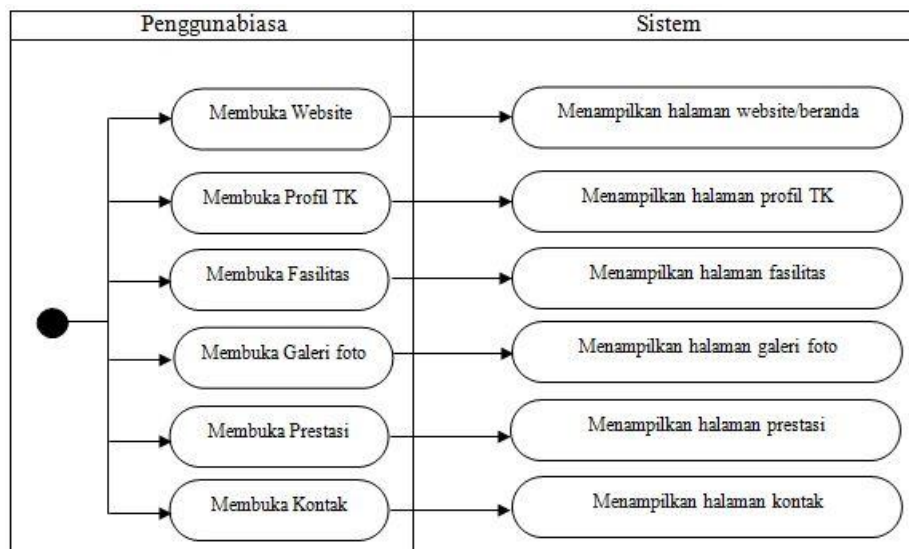 Penggunabiasa
Sistem
Membuka Website
Menampilkan halaman website/beranda
Membuka Profil TK
Menampilkan halaman profil TK
Membuka Fasilitas
Menampilkan halaman fasilitas
Membuka Galeri foto
Menampilkan halaman galeri foto
Membuka Prestasi
Menampilkan halaman prestasi
Membuka Kontak
Menampilkan halaman kontak